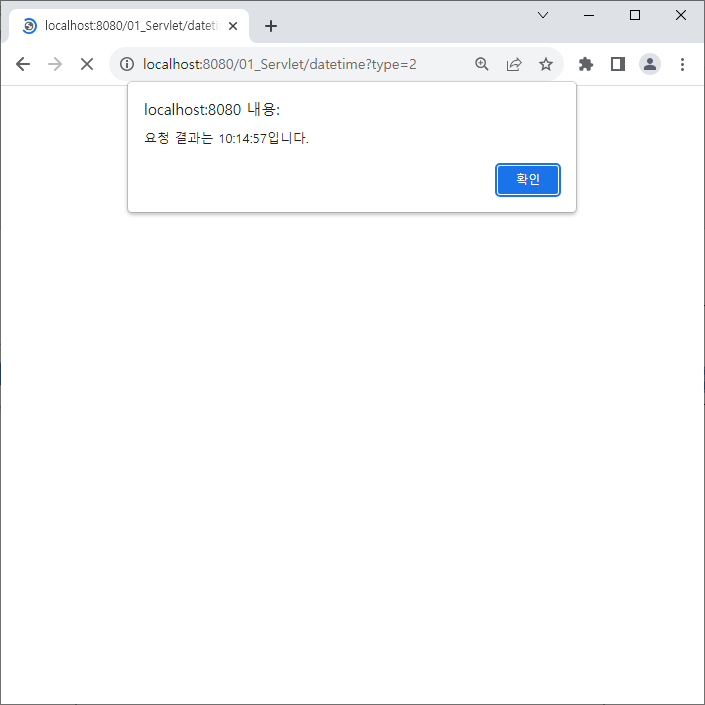 localhost:8080/01_Servlet/dateti
localhost:8080/01_Servlet/datetime?type=2
localhost:8080 내용:
요청 결과는 10:14:57입니다.
확인